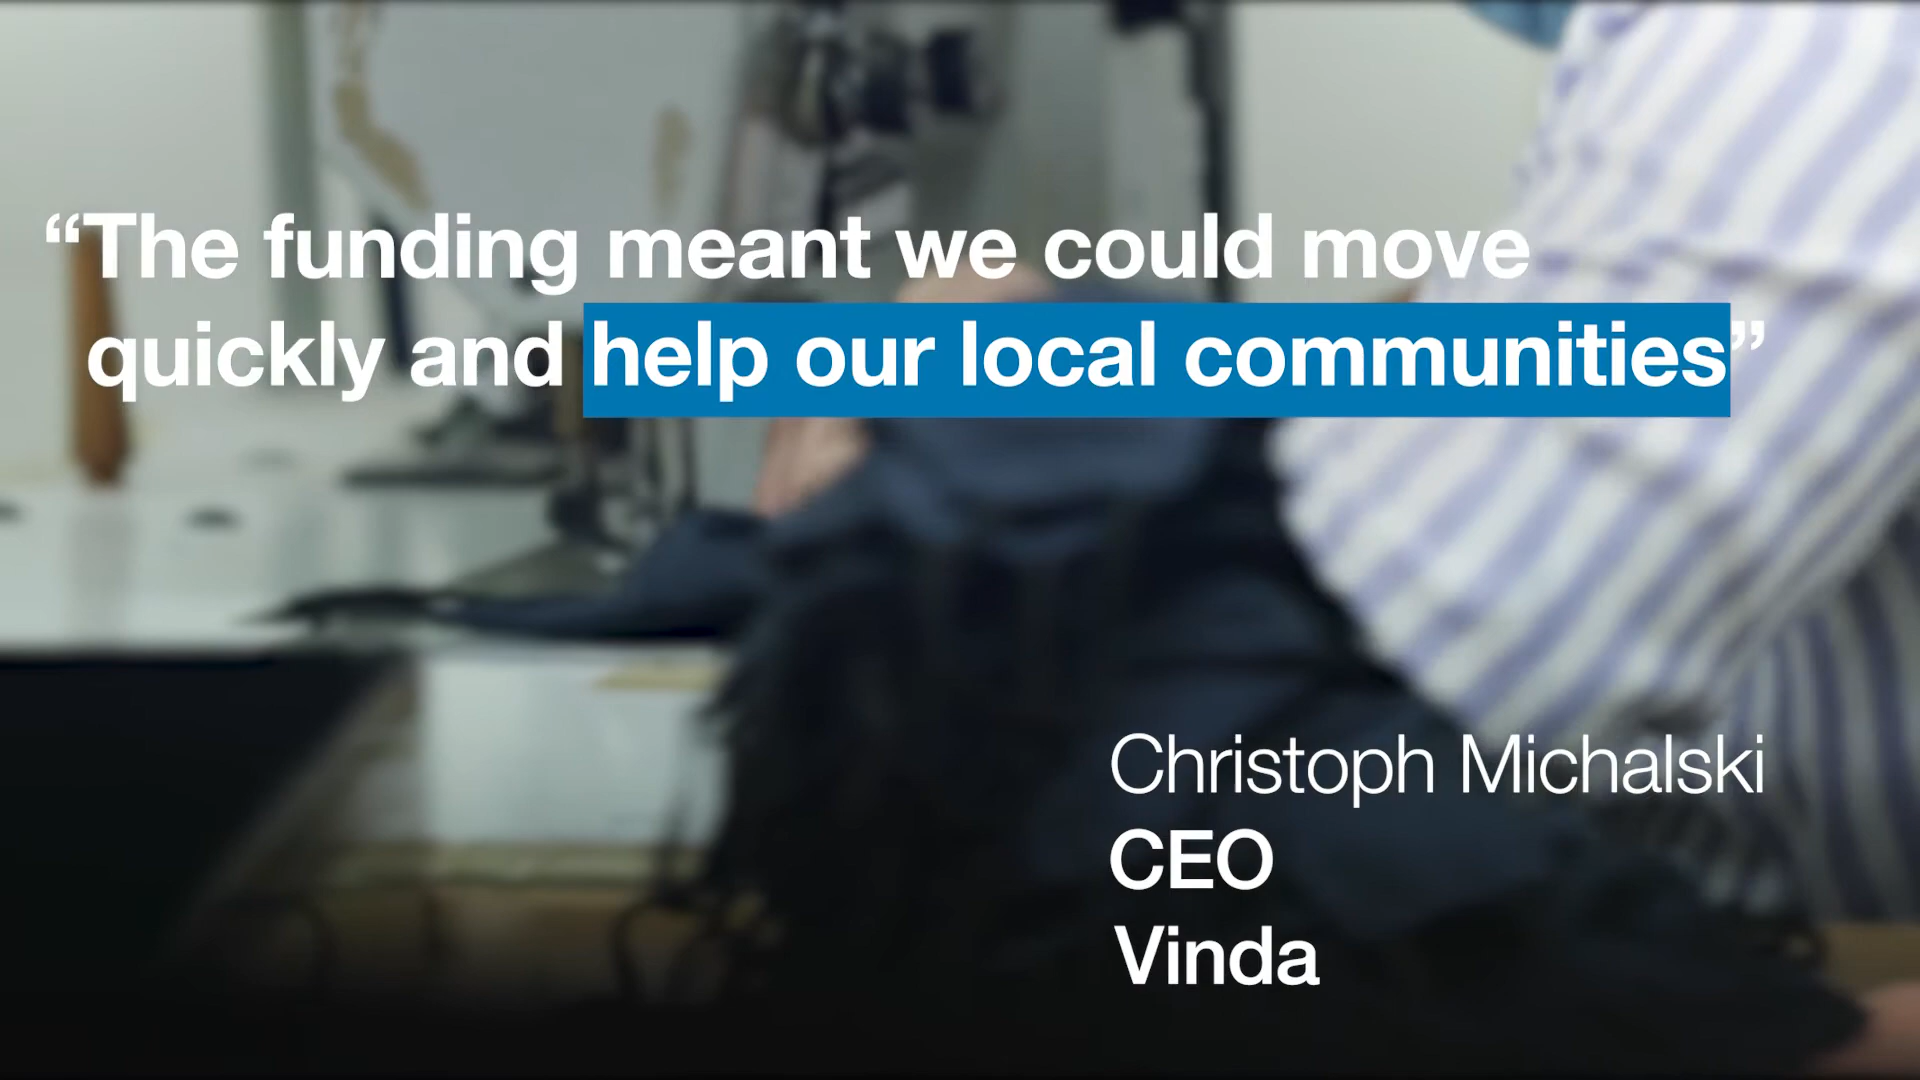 “The funding meant we could move
quickly and help our local communities”
Christoph Michalski
CEO
Vinda